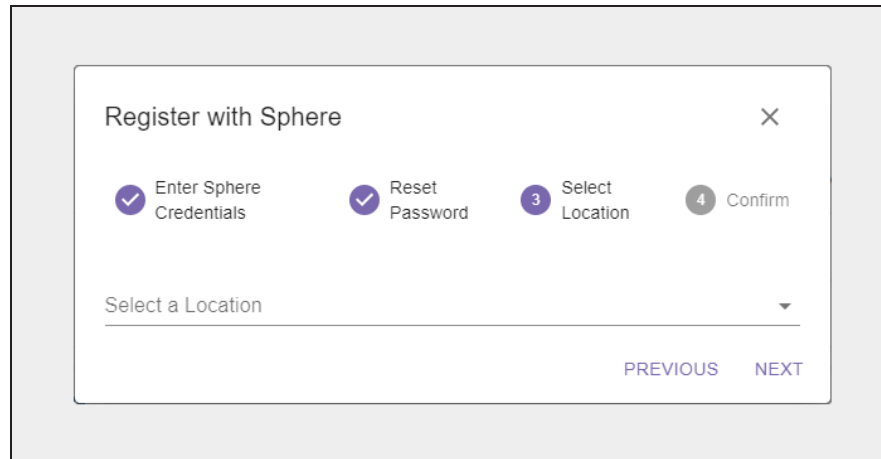 Register with Sphere
Enter Sphere
Credentials
Reset
Password
3
Select
Location
4
Confirm
Select a Location
PREVIOUS
NEXT